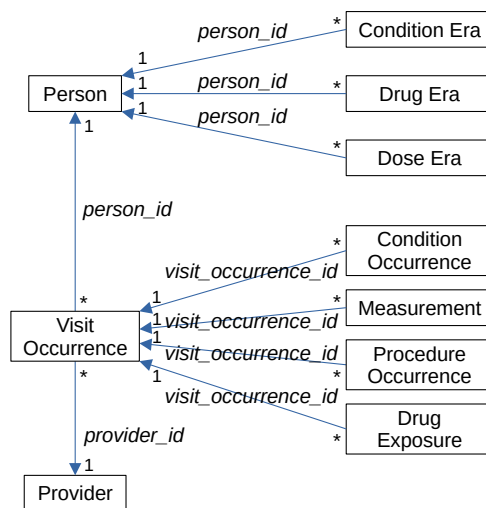 person_id
*
Condition Era
1
Person
1
person_id
*
Drug Era
1
person_id
*
Dose Era
1
person_id
*
Condition
Occurrence
*
visit_occurrence_id
1
*
Measurement
visit_occurrence_id
1
*
Visit
Occurrence
1
visit_occurrence_id
*
Procedure
Occurrence
1
visit_occurrence_id
*
Drug
Exposure
*
provider_id
1
Provider